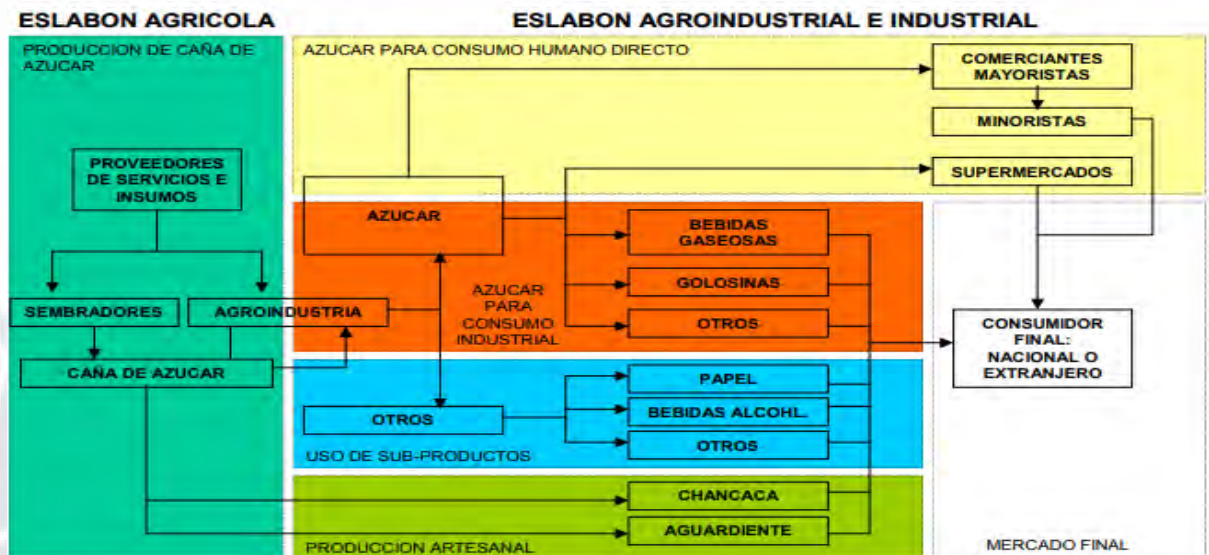 ESLABON AGRICOLA
ESLABON AGROINDUSTRIAL E INDUSTRIAL
PRODUCCION DE CAÑA DE
AZUCAR
PROVEEDORES
DE SERVICIOS E
INSUMOS
SEMBRADORES
AGROINDUSTRIA
CAÑA DE AZUCAR
AZUCAR PARA CONSUMO HUMANO DIRECTO
COMERCIANTES
MAYORISTAS
MINORISTAS
SUPERMERCADOS
AZUCAR
BEBIDAS
GASEOSAS
GOLOSINAS
OTROS
AZUCAR
PARA
CONSUMO
INDUSTRIAL
OTROS
PAPEL
BEBIDAS ALCOHL.
OTROS
USO DE SUB-PRODUCTOS
CHANCACA
AGUARDIENTE
PRODUCCION ARTESANAL
CONSUMIDOR
FINAL:
NACIONAL O
EXTRANJERO
MERCADO FINAL